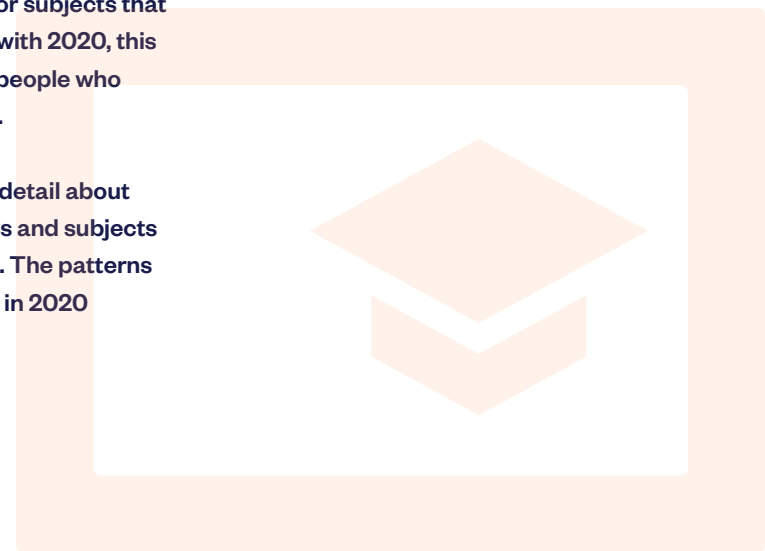 or subjects that
with 2020, this
people who
.
detail about
s and subjects
. The patterns
in 2020